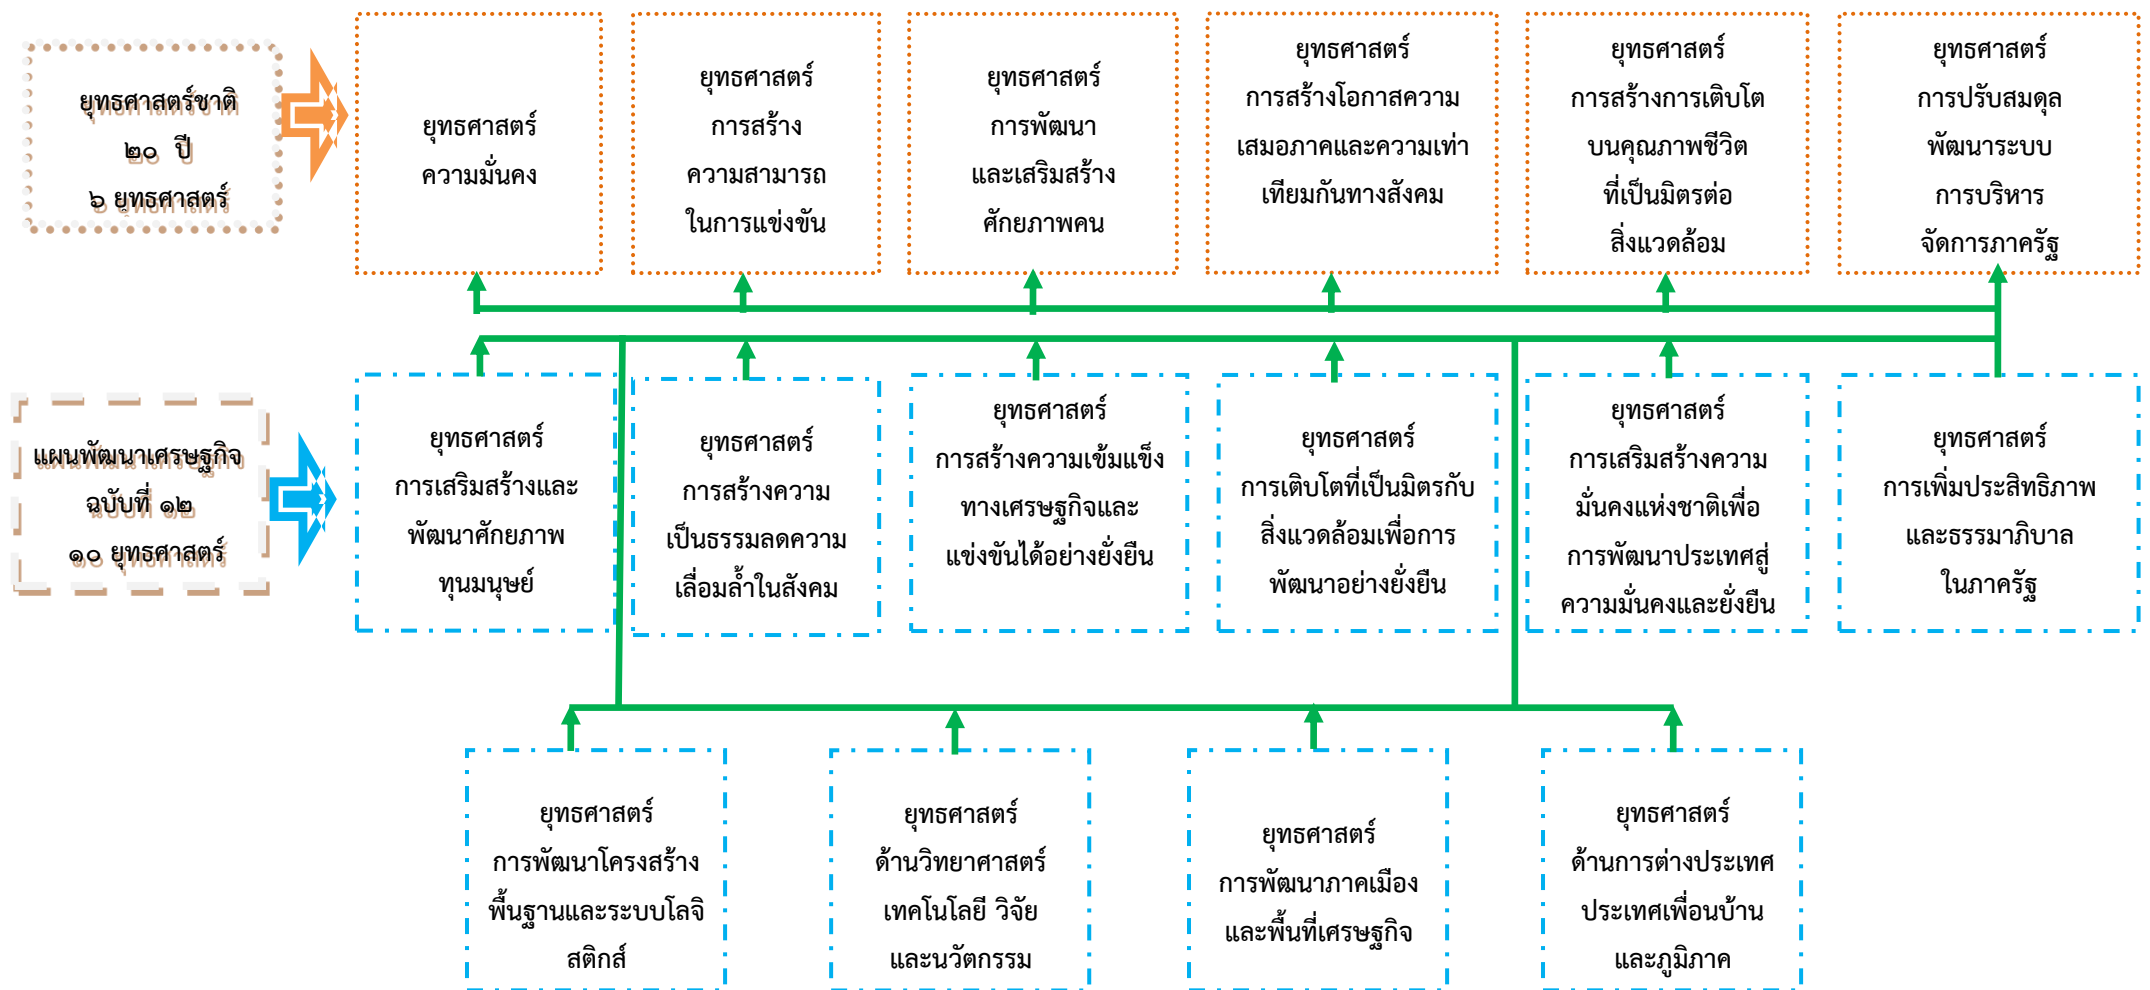 ยุทธศาสตร์ชาติ
๒๐ ปี
๖ ยุทธศาสตร์
ยุทธศาสตร์
ความมั่นคง
ยุทธศาสตร์
การสร้าง
ความสามารถ
ในการแข่งขัน
ยุทธศาสตร์
การพัฒนา
และเสริมสร้าง
ศักยภาพคน
ยุทธศาสตร์
การสร้างโอกาสความ
เสมอภาคและความเท่า
เทียมกันทางสังคม
ยุทธศาสตร์
การสร้างการเติบโต
บนคุณภาพชีวิต
ที่เป็นมิตรต่อ
สิ่งแวดล้อม
ยุทธศาสตร์
การปรับสมดุล
พัฒนาระบบ
การบริหาร
จัดการภาครัฐ
แผนพัฒนาเศรษฐกิจ
ฉบับที่ ๑๒
๑๐ ยุทธศาสตร์
ยุทธศาสตร์
การเสริมสร้างและ
พัฒนาศักยภาพ
ทุนมนุษย์
ยุทธศาสตร์
การสร้างความ
เป็นธรรมลดความ
เลื่อมล้ำในสังคม
ยุทธศาสตร์
การสร้างความเข้มแข็ง
ทางเศรษฐกิจและ
แข่งขันได้อย่างยั่งยืน
ยุทธศาสตร์
การเติบโตที่เป็นมิตรกับ
สิ่งแวดล้อมเพื่อการ
พัฒนาอย่างยั่งยืน
ยุทธศาสตร์
การเสริมสร้างความ
มั่นคงแห่งชาติเพื่อ
การพัฒนาประเทศสู่
ความมั่นคงและยั่งยืน
ยุทธศาสตร์
การเพิ่มประสิทธิภาพ
และธรรมาภิบาล
ในภาครัฐ
ยุทธศาสตร์
การพัฒนาโครงสร้าง
พื้นฐานและระบบโลจิ
สติกส์
ยุทธศาสตร์
ด้านวิทยาศาสตร์
เทคโนโลยี วิจัย
และนวัตกรรม
ยุทธศาสตร์
การพัฒนาภาคเมือง
และพื้นที่เศรษฐกิจ
ยุทธศาสตร์
ด้านการต่างประเทศ
ประเทศเพื่อนบ้าน
และภูมิภาค